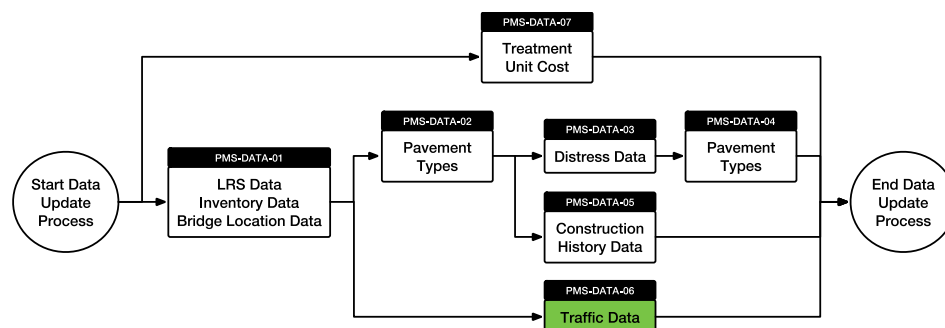 PMS-DATA-07
Treatment
Unit Cost
PMS-DATA-02
Pavement
Types
PMS-DATA-03
Distress Data
PMS-DATA-04
Pavement
Types
PMS-DATA-01
LRS Data
Inventory Data
Bridge Location Data
Start Data
Update
Process
End Data
Update
Process
PMS-DATA-05
Construction
History Data
PMS-DATA-06
Traffic Data